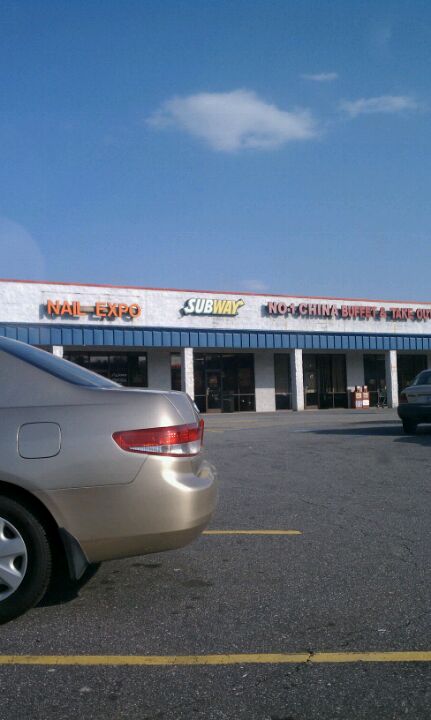 NAIL EXPO
SUBWAY
NO.1 CHINA BUFFET & TAKE OUT